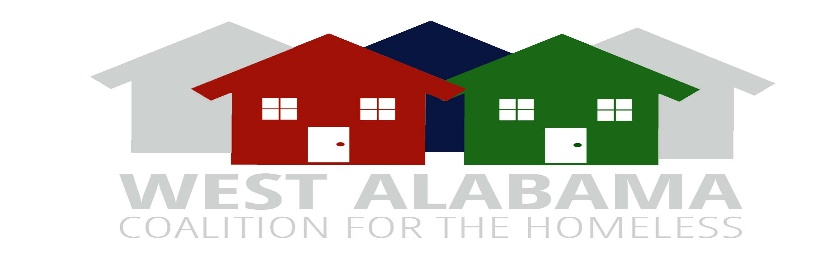 WEST ALABAMA
COALITION FOR THE HOMELESS